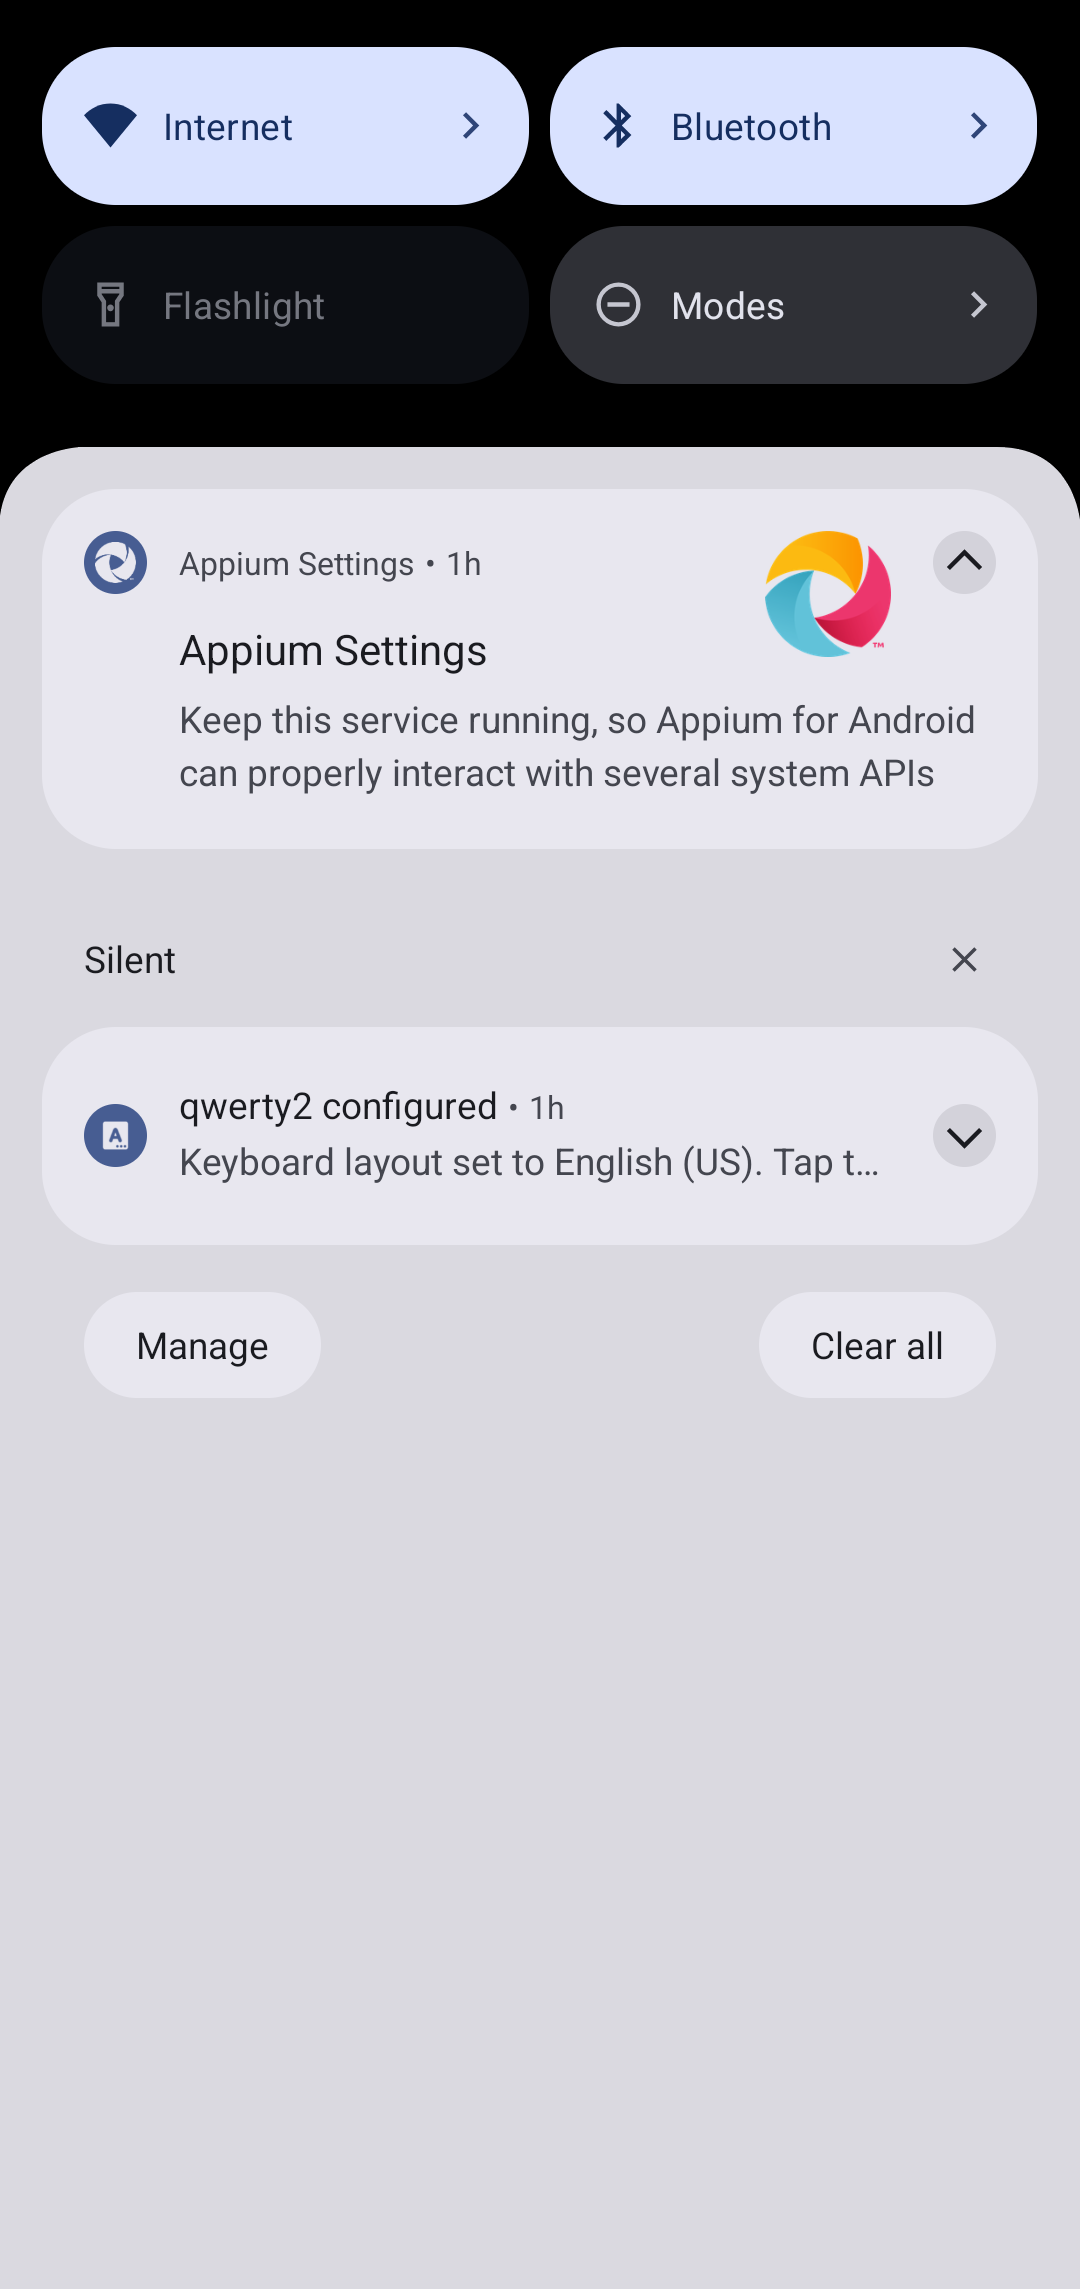 Internet
Bluetooth
Flashlight
Modes
Appium Settings • 1h
Appium Settings
Keep this service running, so Appium for Android
can properly interact with several system APIs
Silent
qwerty2 configured • 1h
Keyboard layout set to English (US). Tap t…
Manage
Clear all